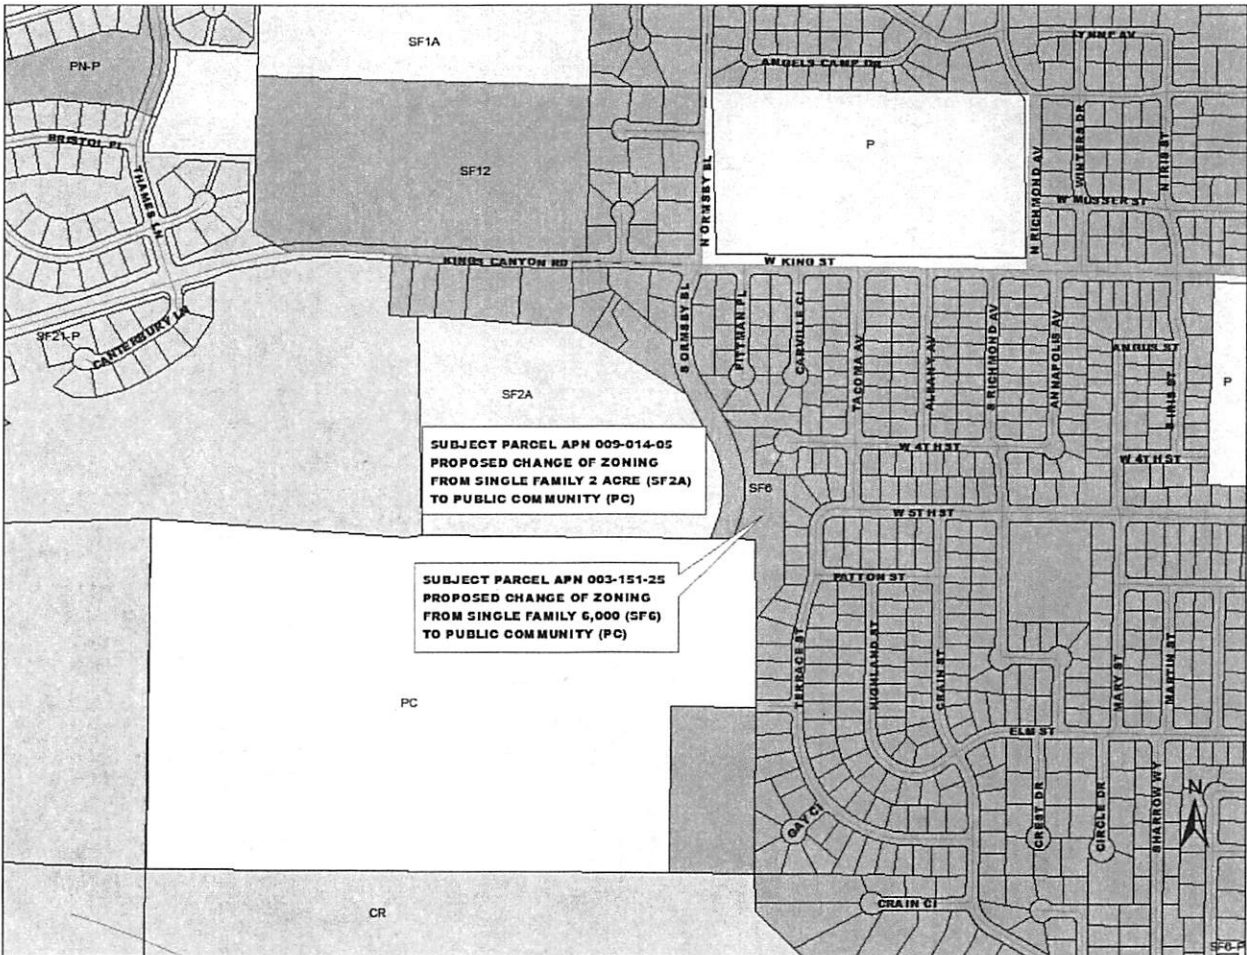 SF1A
LYNNE AV
ANGELS CAMP DR
PN-P
BRISTOL PL
THAMES LN
SF12
N ORMSBY BL
P
N RICHMOND AV
WINTERS DR
N IRIS ST
W MUSSER ST
KINGS CANYON RD
W KING ST
SF21-P
CANTERBURY LN
S ORMSBY BL
PITTMAN PL
CARVILLE CI
TACOMA AV
ALBANY AV
S RICHMOND AV
ANNAPOLIS AV
ANGUS ST
S IRIS ST
P
SF2A
W 4TH ST
W 4TH ST
SUBJECT PARCEL APN 009-014-05
PROPOSED CHANGE OF ZONING
FROM SINGLE FAMILY 2 ACRE (SF2A)
TO PUBLIC COMMUNITY (PC)
SF6
W 5TH ST
SUBJECT PARCEL APN 003-151-25
PROPOSED CHANGE OF ZONING
FROM SINGLE FAMILY 6,000 (SF6)
TO PUBLIC COMMUNITY (PC)
PATTON ST
TERRACE ST
HIGHLAND ST
CRAIN ST
MARY ST
MARTIN ST
PC
ELM ST
GAY CI
CREST DR
CIRCLE DR
SHARROW WY
N
CR
CRAIN CI
SF6-P